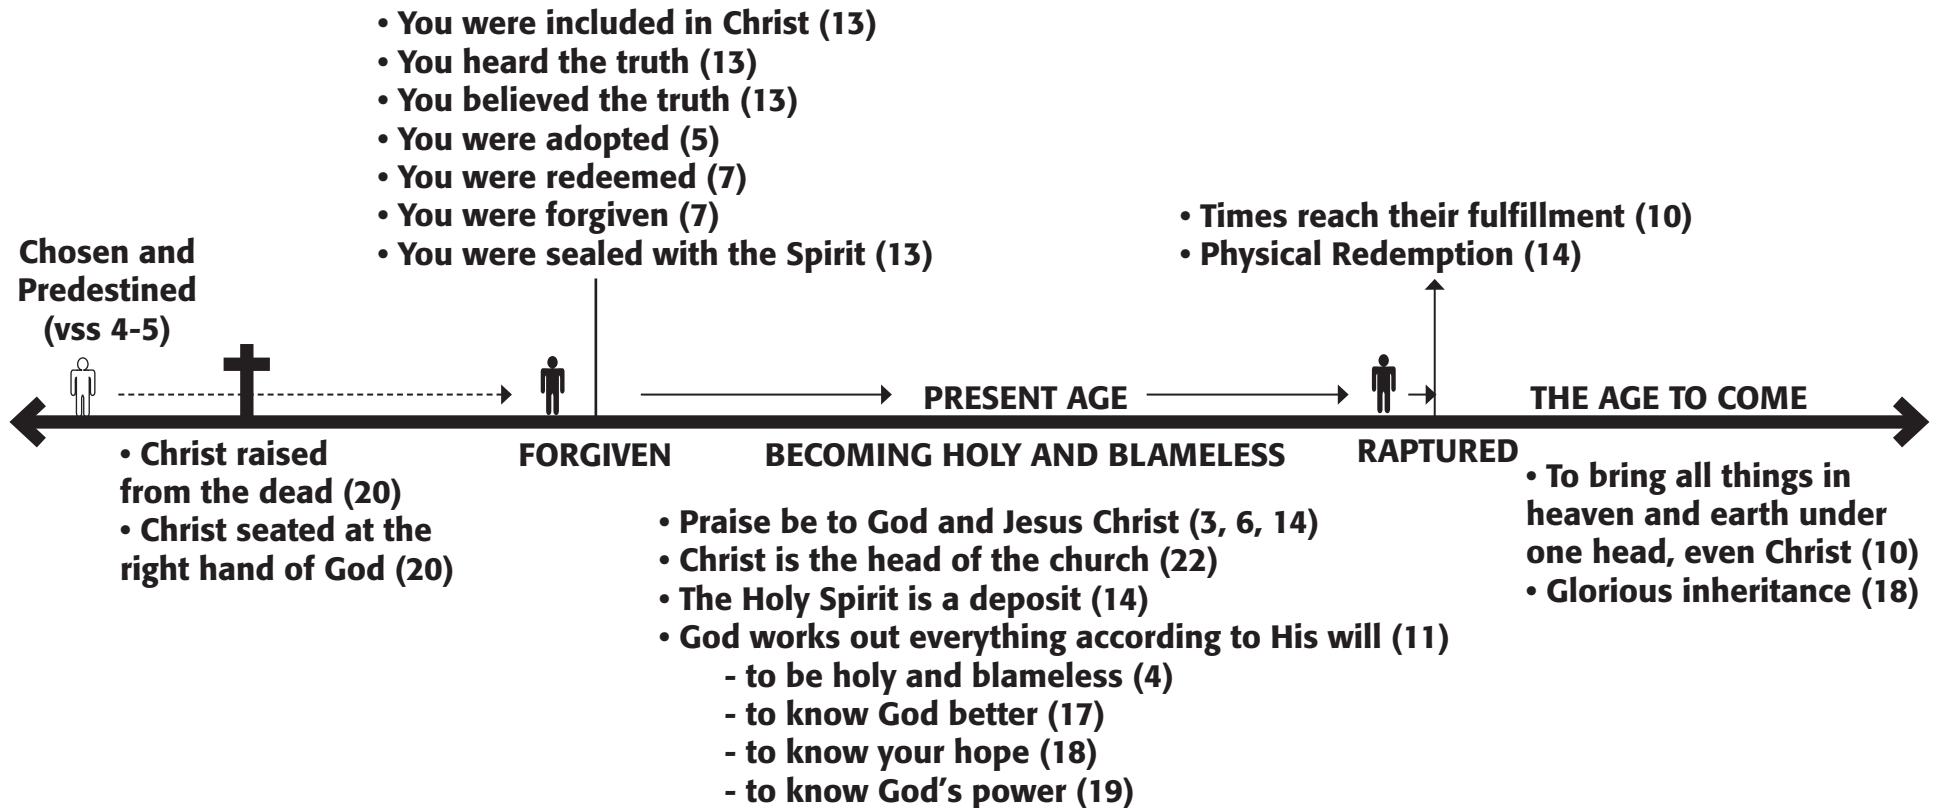 • You were included in Christ (13)
• You heard the truth (13)
• You believed the truth (13)
• You were adopted (5)
• You were redeemed (7)
• You were forgiven (7)
• You were sealed with the Spirit (13)
• Times reach their fulfillment (10)
• Physical Redemption (14)
Chosen and
Predestined
(vss 4-5)
PRESENT AGE
THE AGE TO COME
• Christ raised
from the dead (20)
• Christ seated at the
right hand of God (20)
FORGIVEN
BECOMING HOLY AND BLAMELESS
RAPTURED
• Praise be to God and Jesus Christ (3, 6, 14)
• Christ is the head of the church (22)
• The Holy Spirit is a deposit (14)
• God works out everything according to His will (11)
- to be holy and blameless (4)
- to know God better (17)
- to know your hope (18)
- to know God’s power (19)
• To bring all things in
heaven and earth under
one head, even Christ (10)
• Glorious inheritance (18)